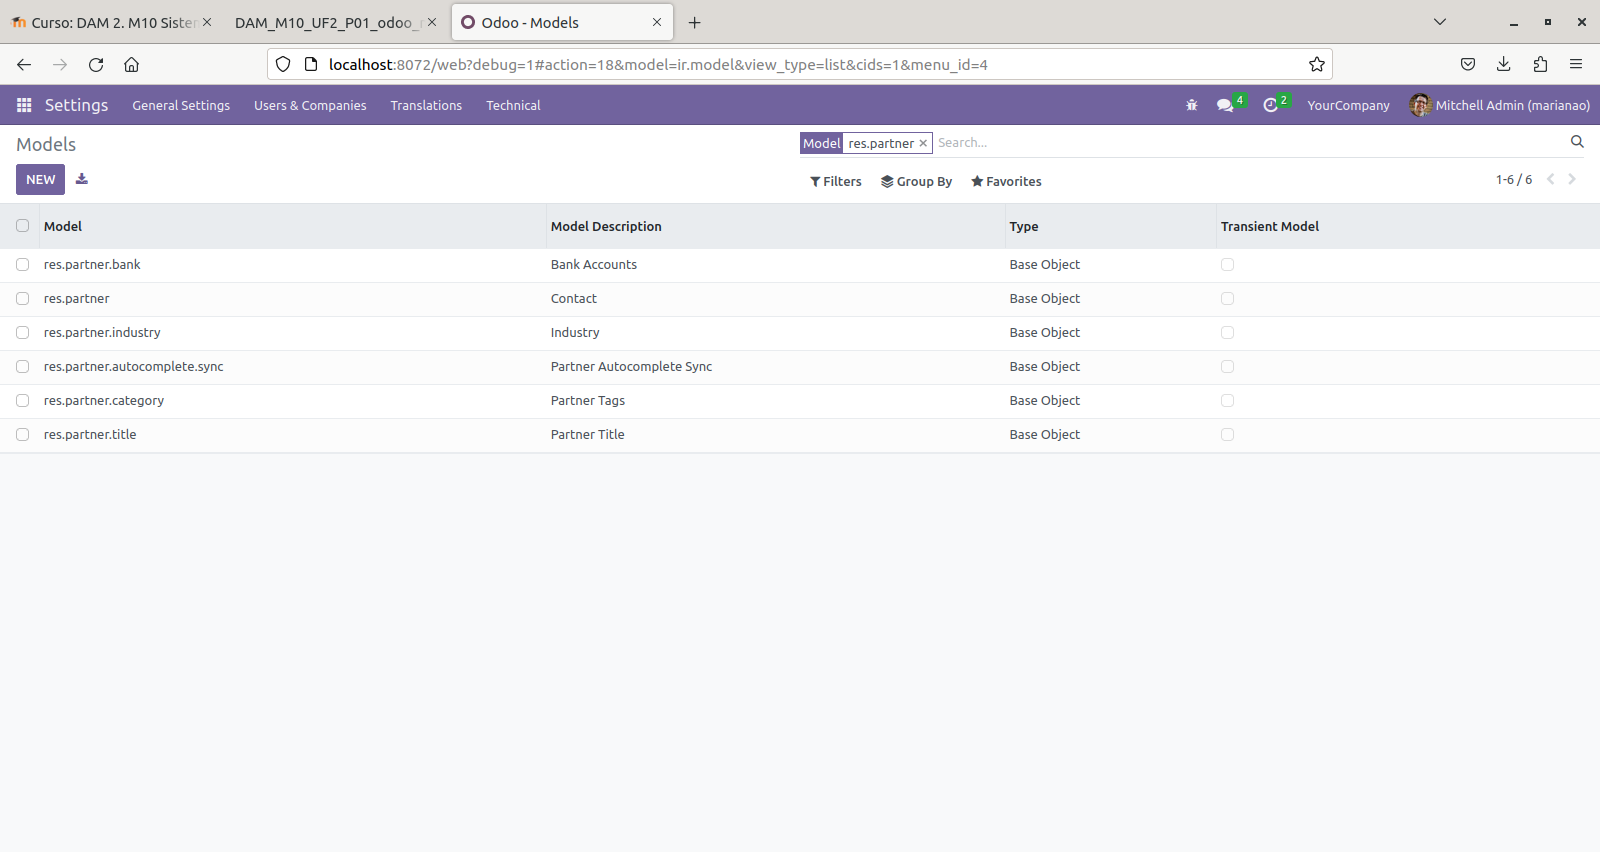 Curso: DAM 2. M10 Sister
DAM_M10_UF2_P01_odoo_
Odoo - Models
localhost:8072/web?debug=1#action=18&model=ir.model&view_type=list&cids=1&menu_id=4
Settings General Settings Users & Companies Translations Technical 4 2 YourCompany Mitchell Admin (marianao)
Models
Model res.partner × Search...
NEW
Filters Group By Favorites 1-6 / 6
Model Model Description Type Transient Model
res.partner.bank Bank Accounts Base Object
res.partner Contact Base Object
res.partner.industry Industry Base Object
res.partner.autocomplete.sync Partner Autocomplete Sync Base Object
res.partner.category Partner Tags Base Object
res.partner.title Partner Title Base Object